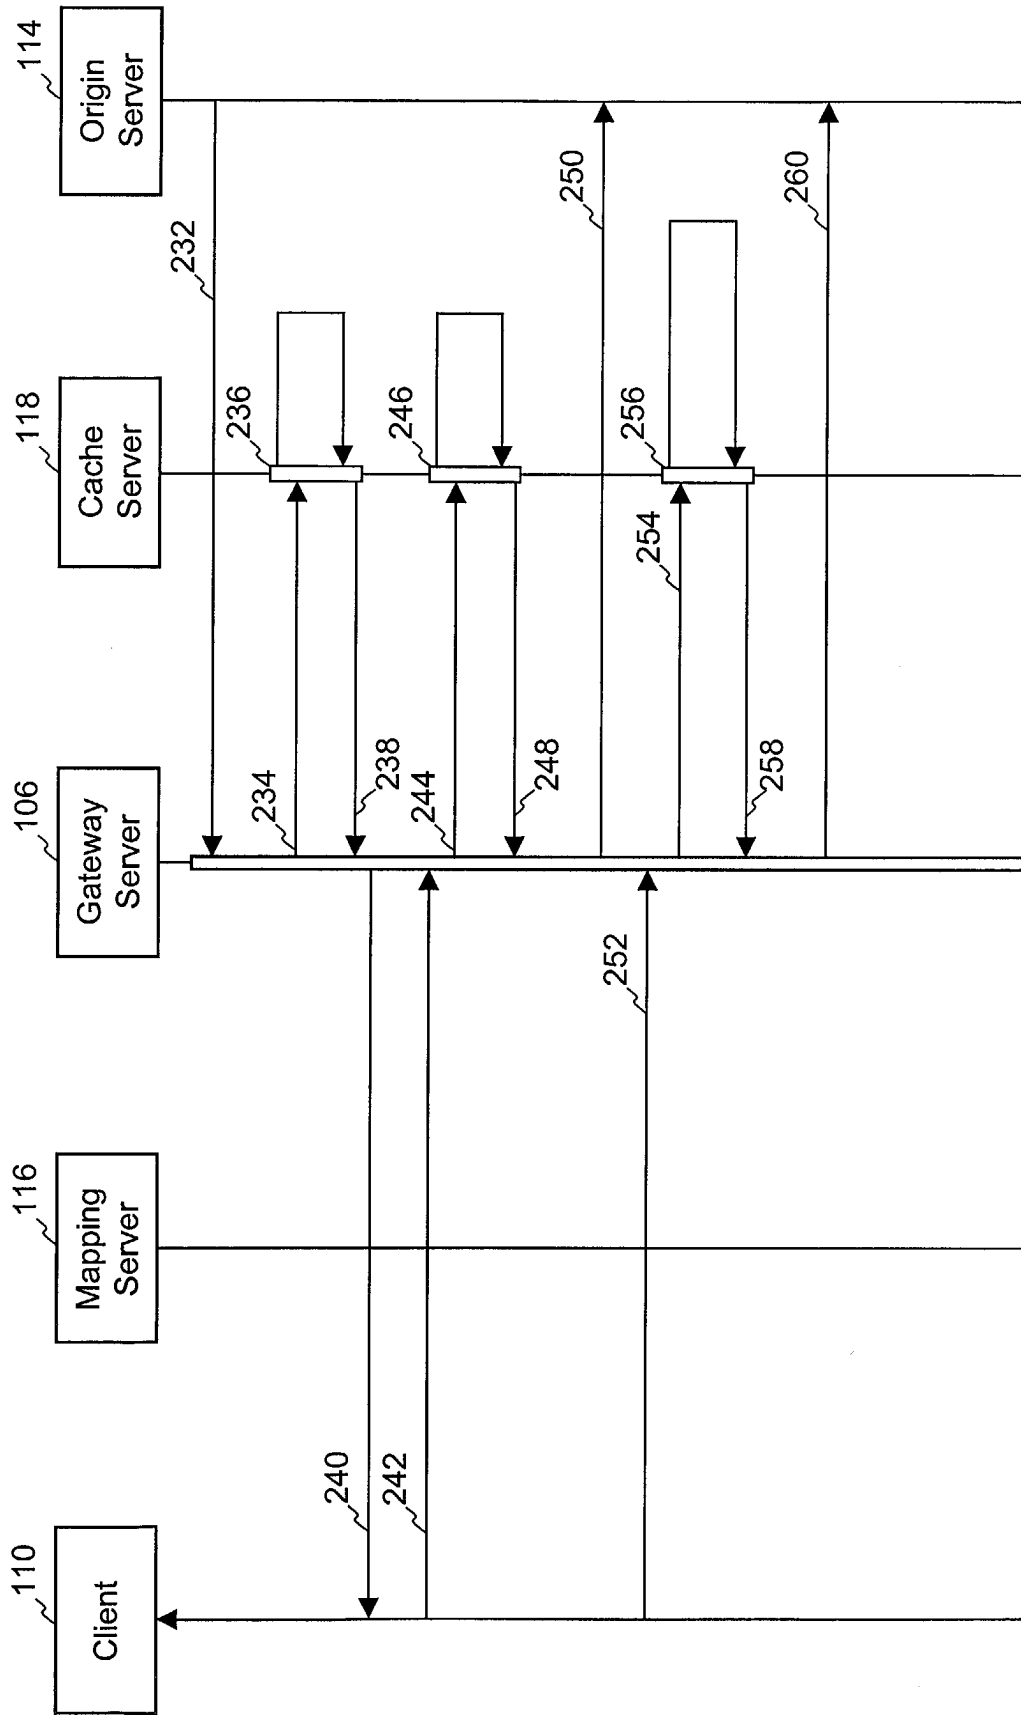 110
Client
116
Mapping
Server
106
Gateway
Server
118
Cache
Server
114
Origin
Server
232
234
236
238
240
242
244
246
248
250
252
254
256
258
260